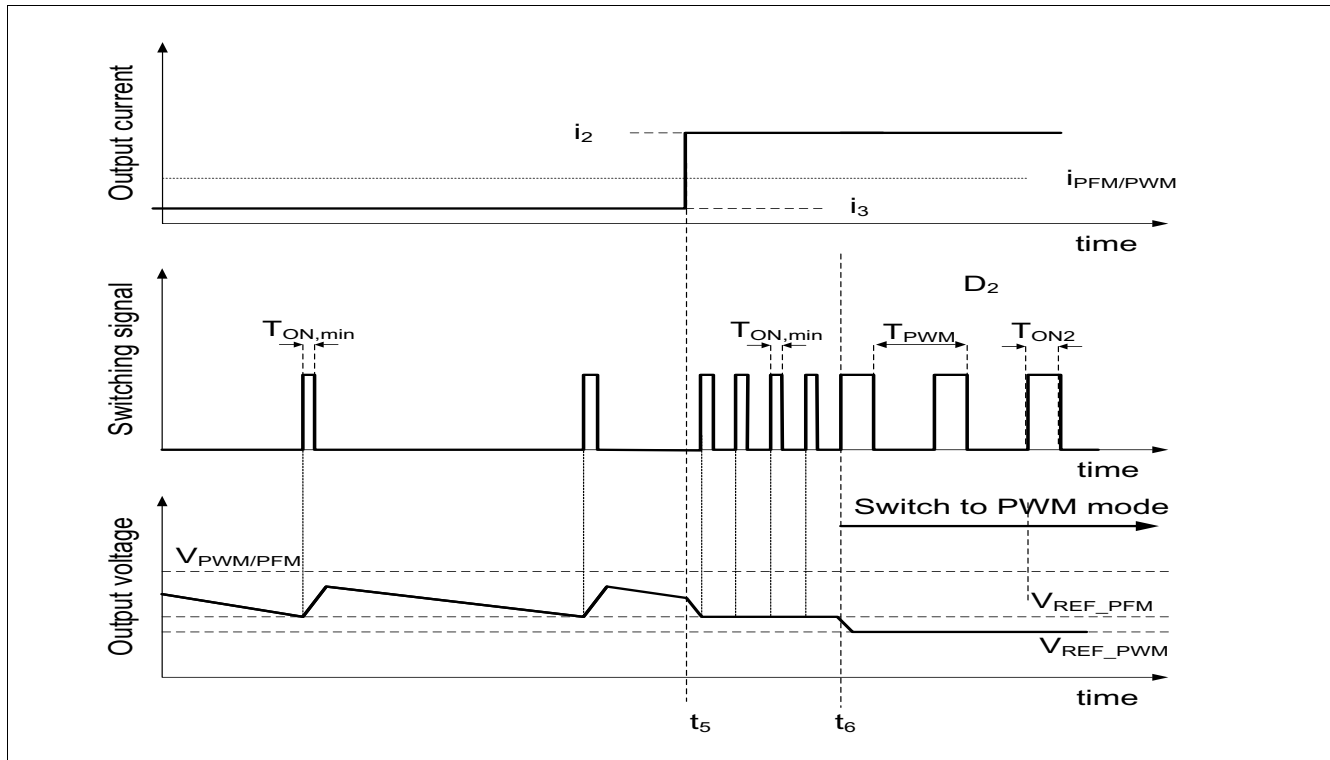 Output current
i2
iPFM/PWM
i3
time
Switching signal
D2
TON,min
TON,min
TPWM
TON2
time
Output voltage
Switch to PWM mode
VPWM/PFM
VREF_PFM
VREF_PWM
time
t5
t6